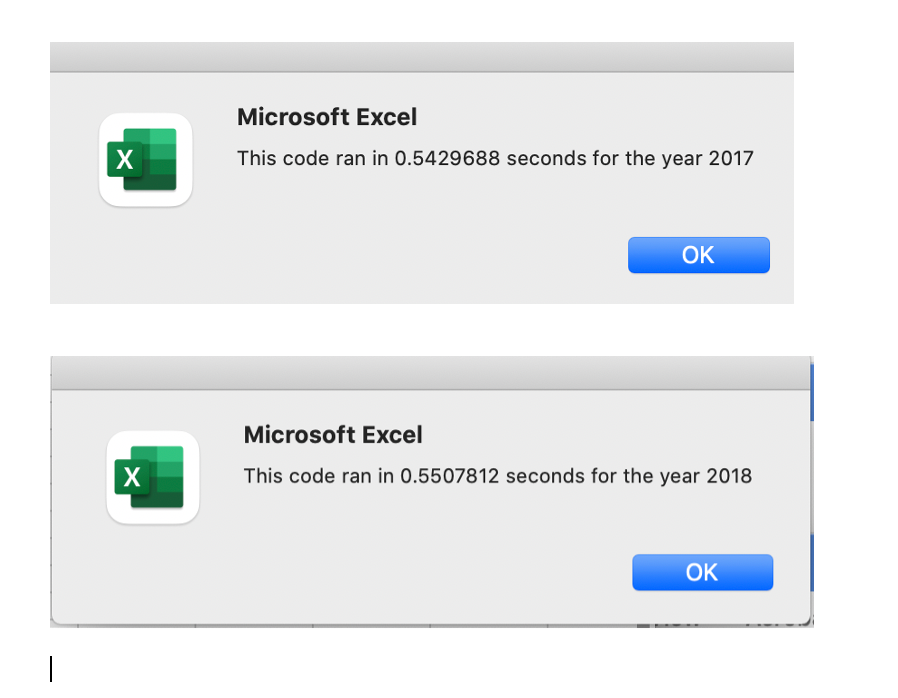 Microsoft Excel
X
This code ran in 0.5429688 seconds for the year 2017
OK
Microsoft Excel
X
This code ran in 0.5507812 seconds for the year 2018
OK